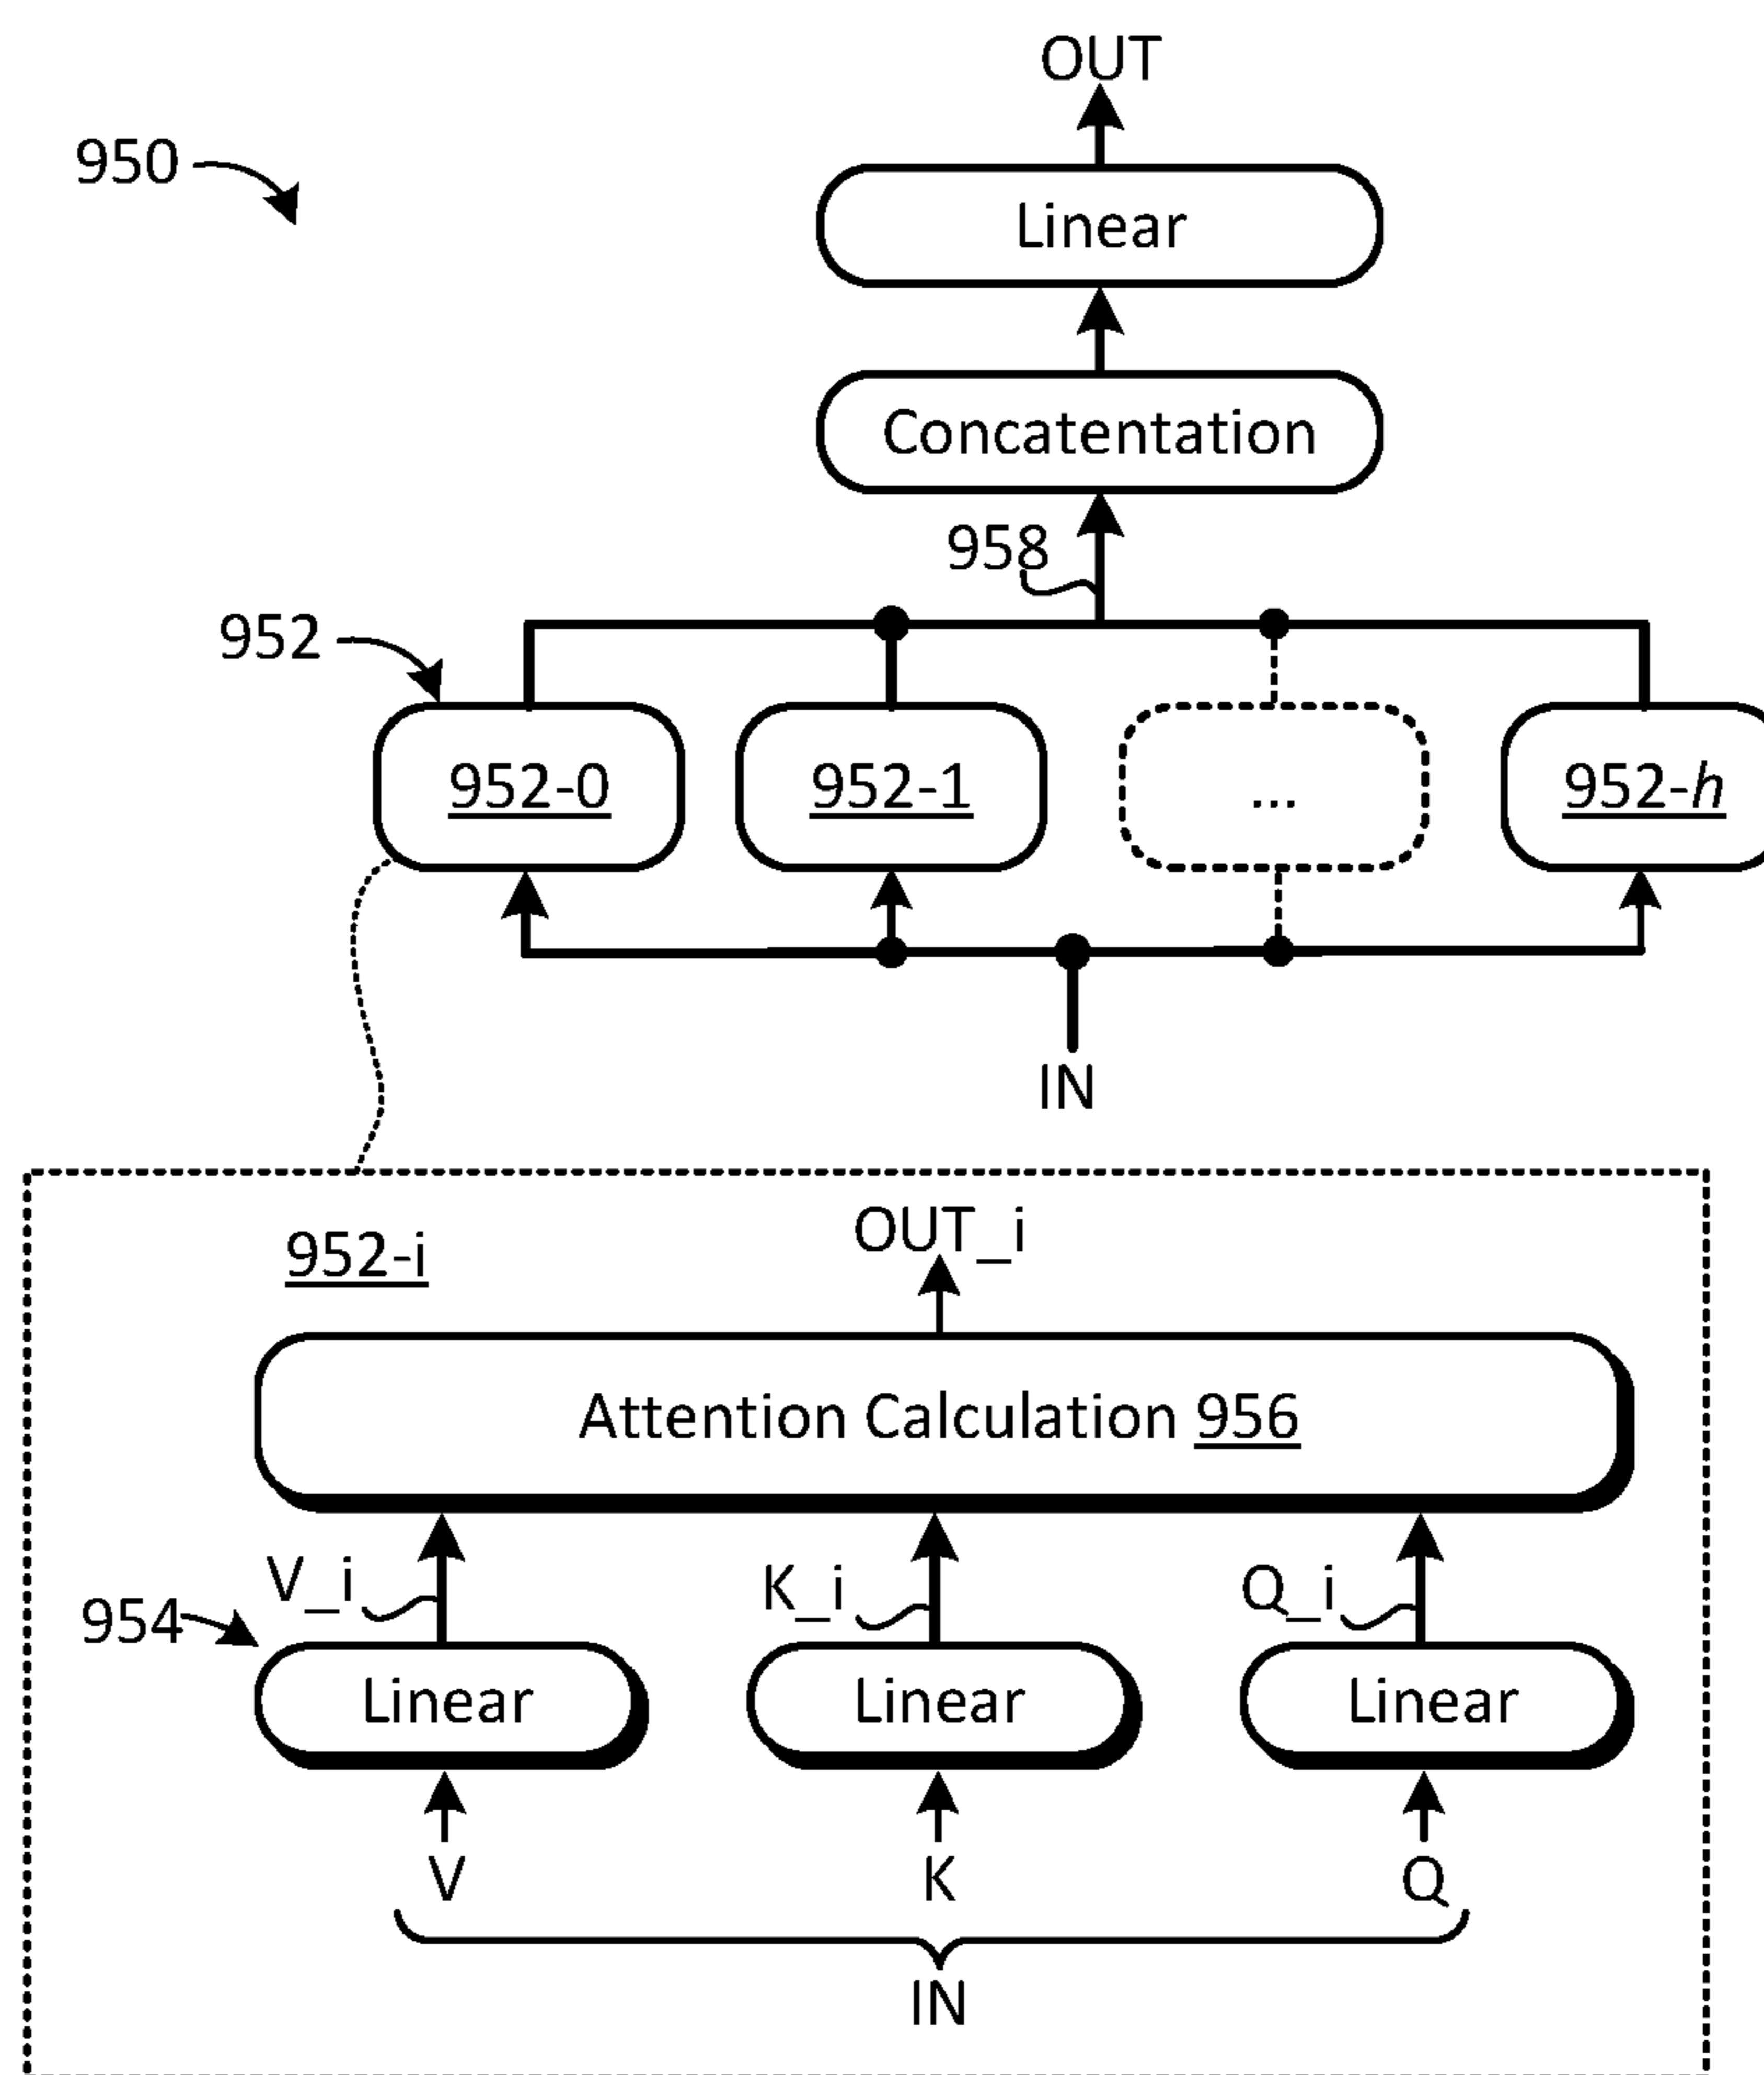 OUT
950
Linear
Concatentation
958
952
952-0 952-1 ... 952-h
IN
952-i
OUT_i
Attention Calculation 956
V_i K_i Q_i
954
Linear Linear Linear
V K Q
IN